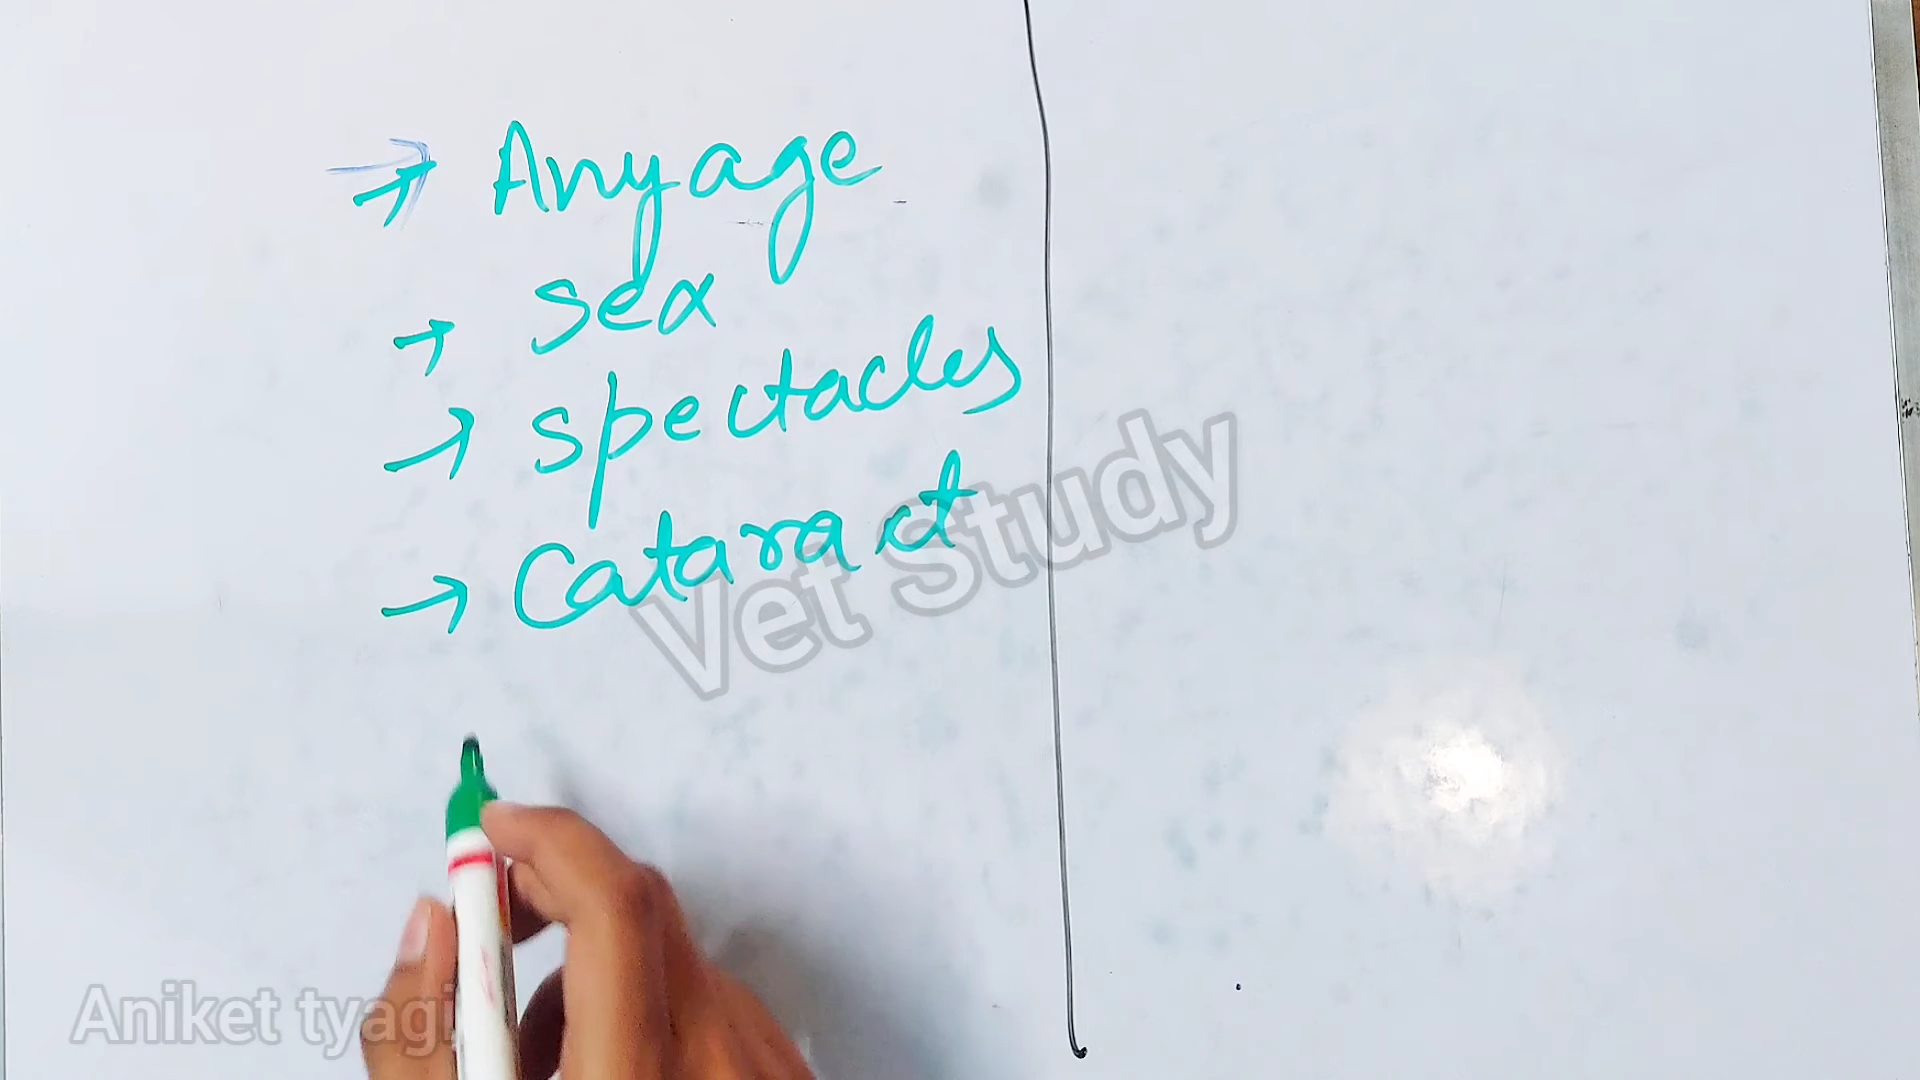 → Any age
→ sex
→ spectacles
→ Cataract
Vet Study
Aniket tyagi